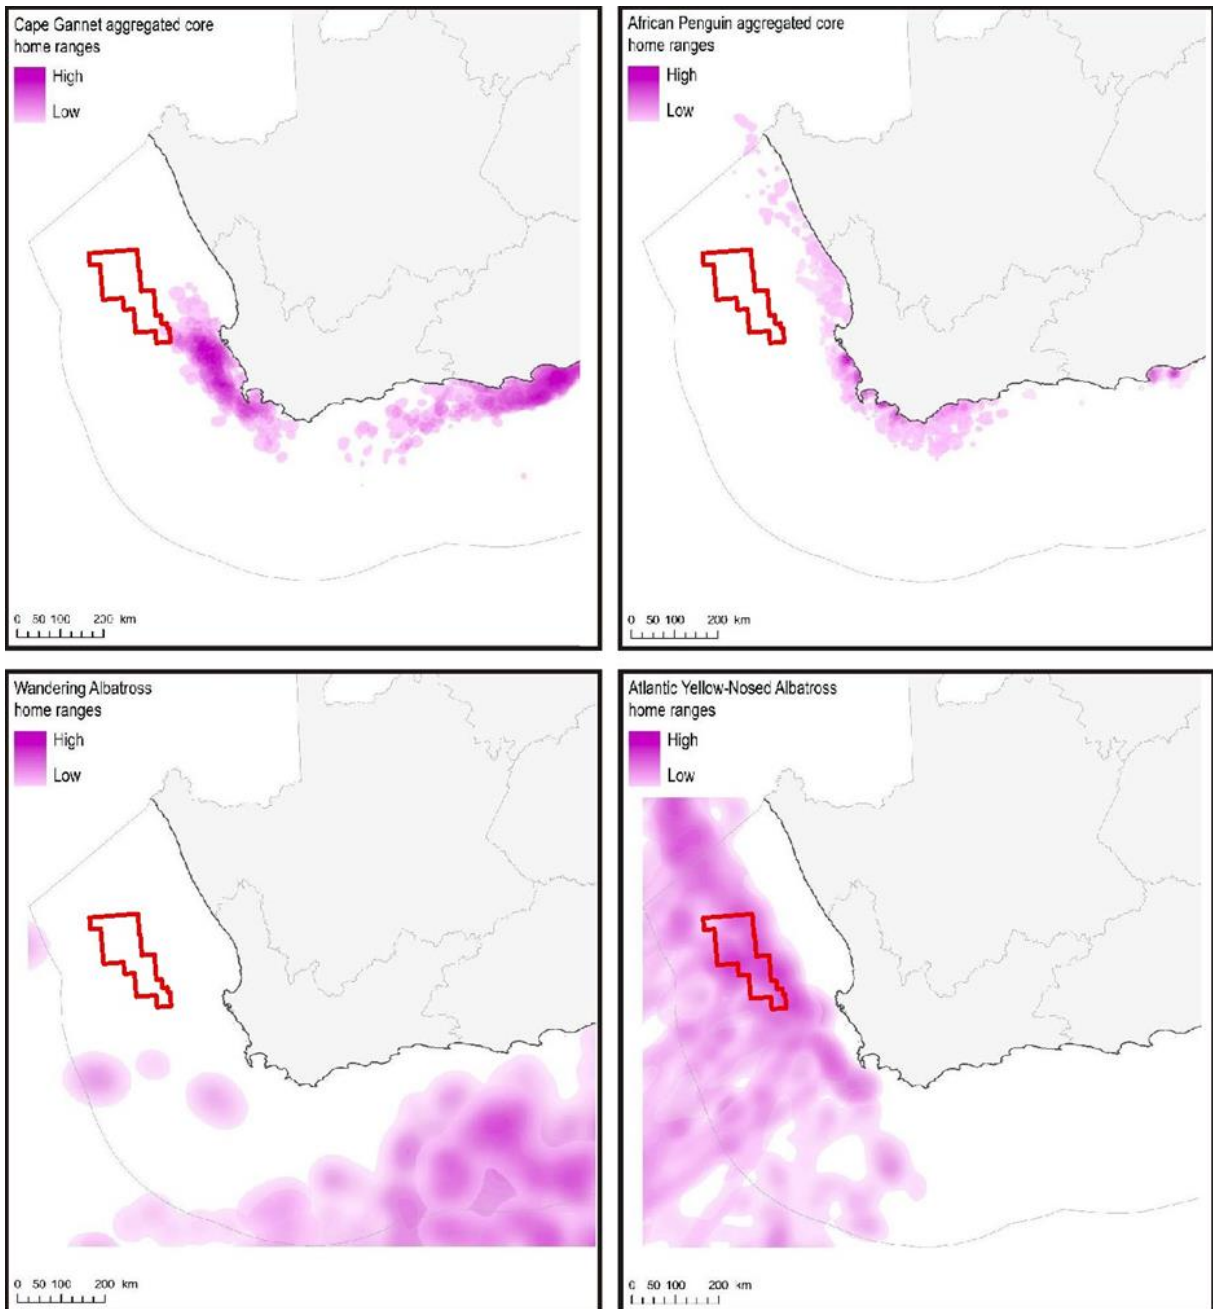 Cape Gannet aggregated core
home ranges
High
Low
0 50 100 200 km
African Penguin aggregated core
home ranges
High
Low
0 50 100 200 km
Wandering Albatross
home ranges
High
Low
0 50 100 200 km
Atlantic Yellow-Nosed Albatross
home ranges
High
Low
0 50 100 200 km